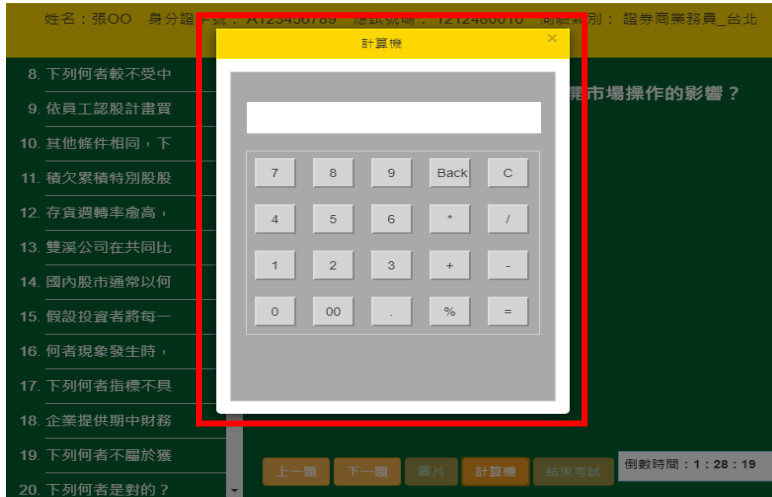 姓名：張OO 身分證字號：A123456789 應試號碼：1212480010 測驗類別：證券商業務員_台北
計算機 ×
8. 下列何者較不受中
開市場操作的影響？
9. 依員工認股計畫買
10. 其他條件相同，下
11. 積欠累積特別股股
12. 存貨週轉率愈高，
13. 雙溪公司在共同比
14. 國內股市通常以何
15. 假設投資者將每一
16. 何者現象發生時，
17. 下列何者指標不具
18. 企業提供期中財務
19. 下列何者不屬於獲
20. 下列何者是對的？
7 8 9 Back C
4 5 6 * /
1 2 3 + -
0 00 . % =
上一題 下一題 圖片 計算機 結束考試 倒數時間：1：28：19